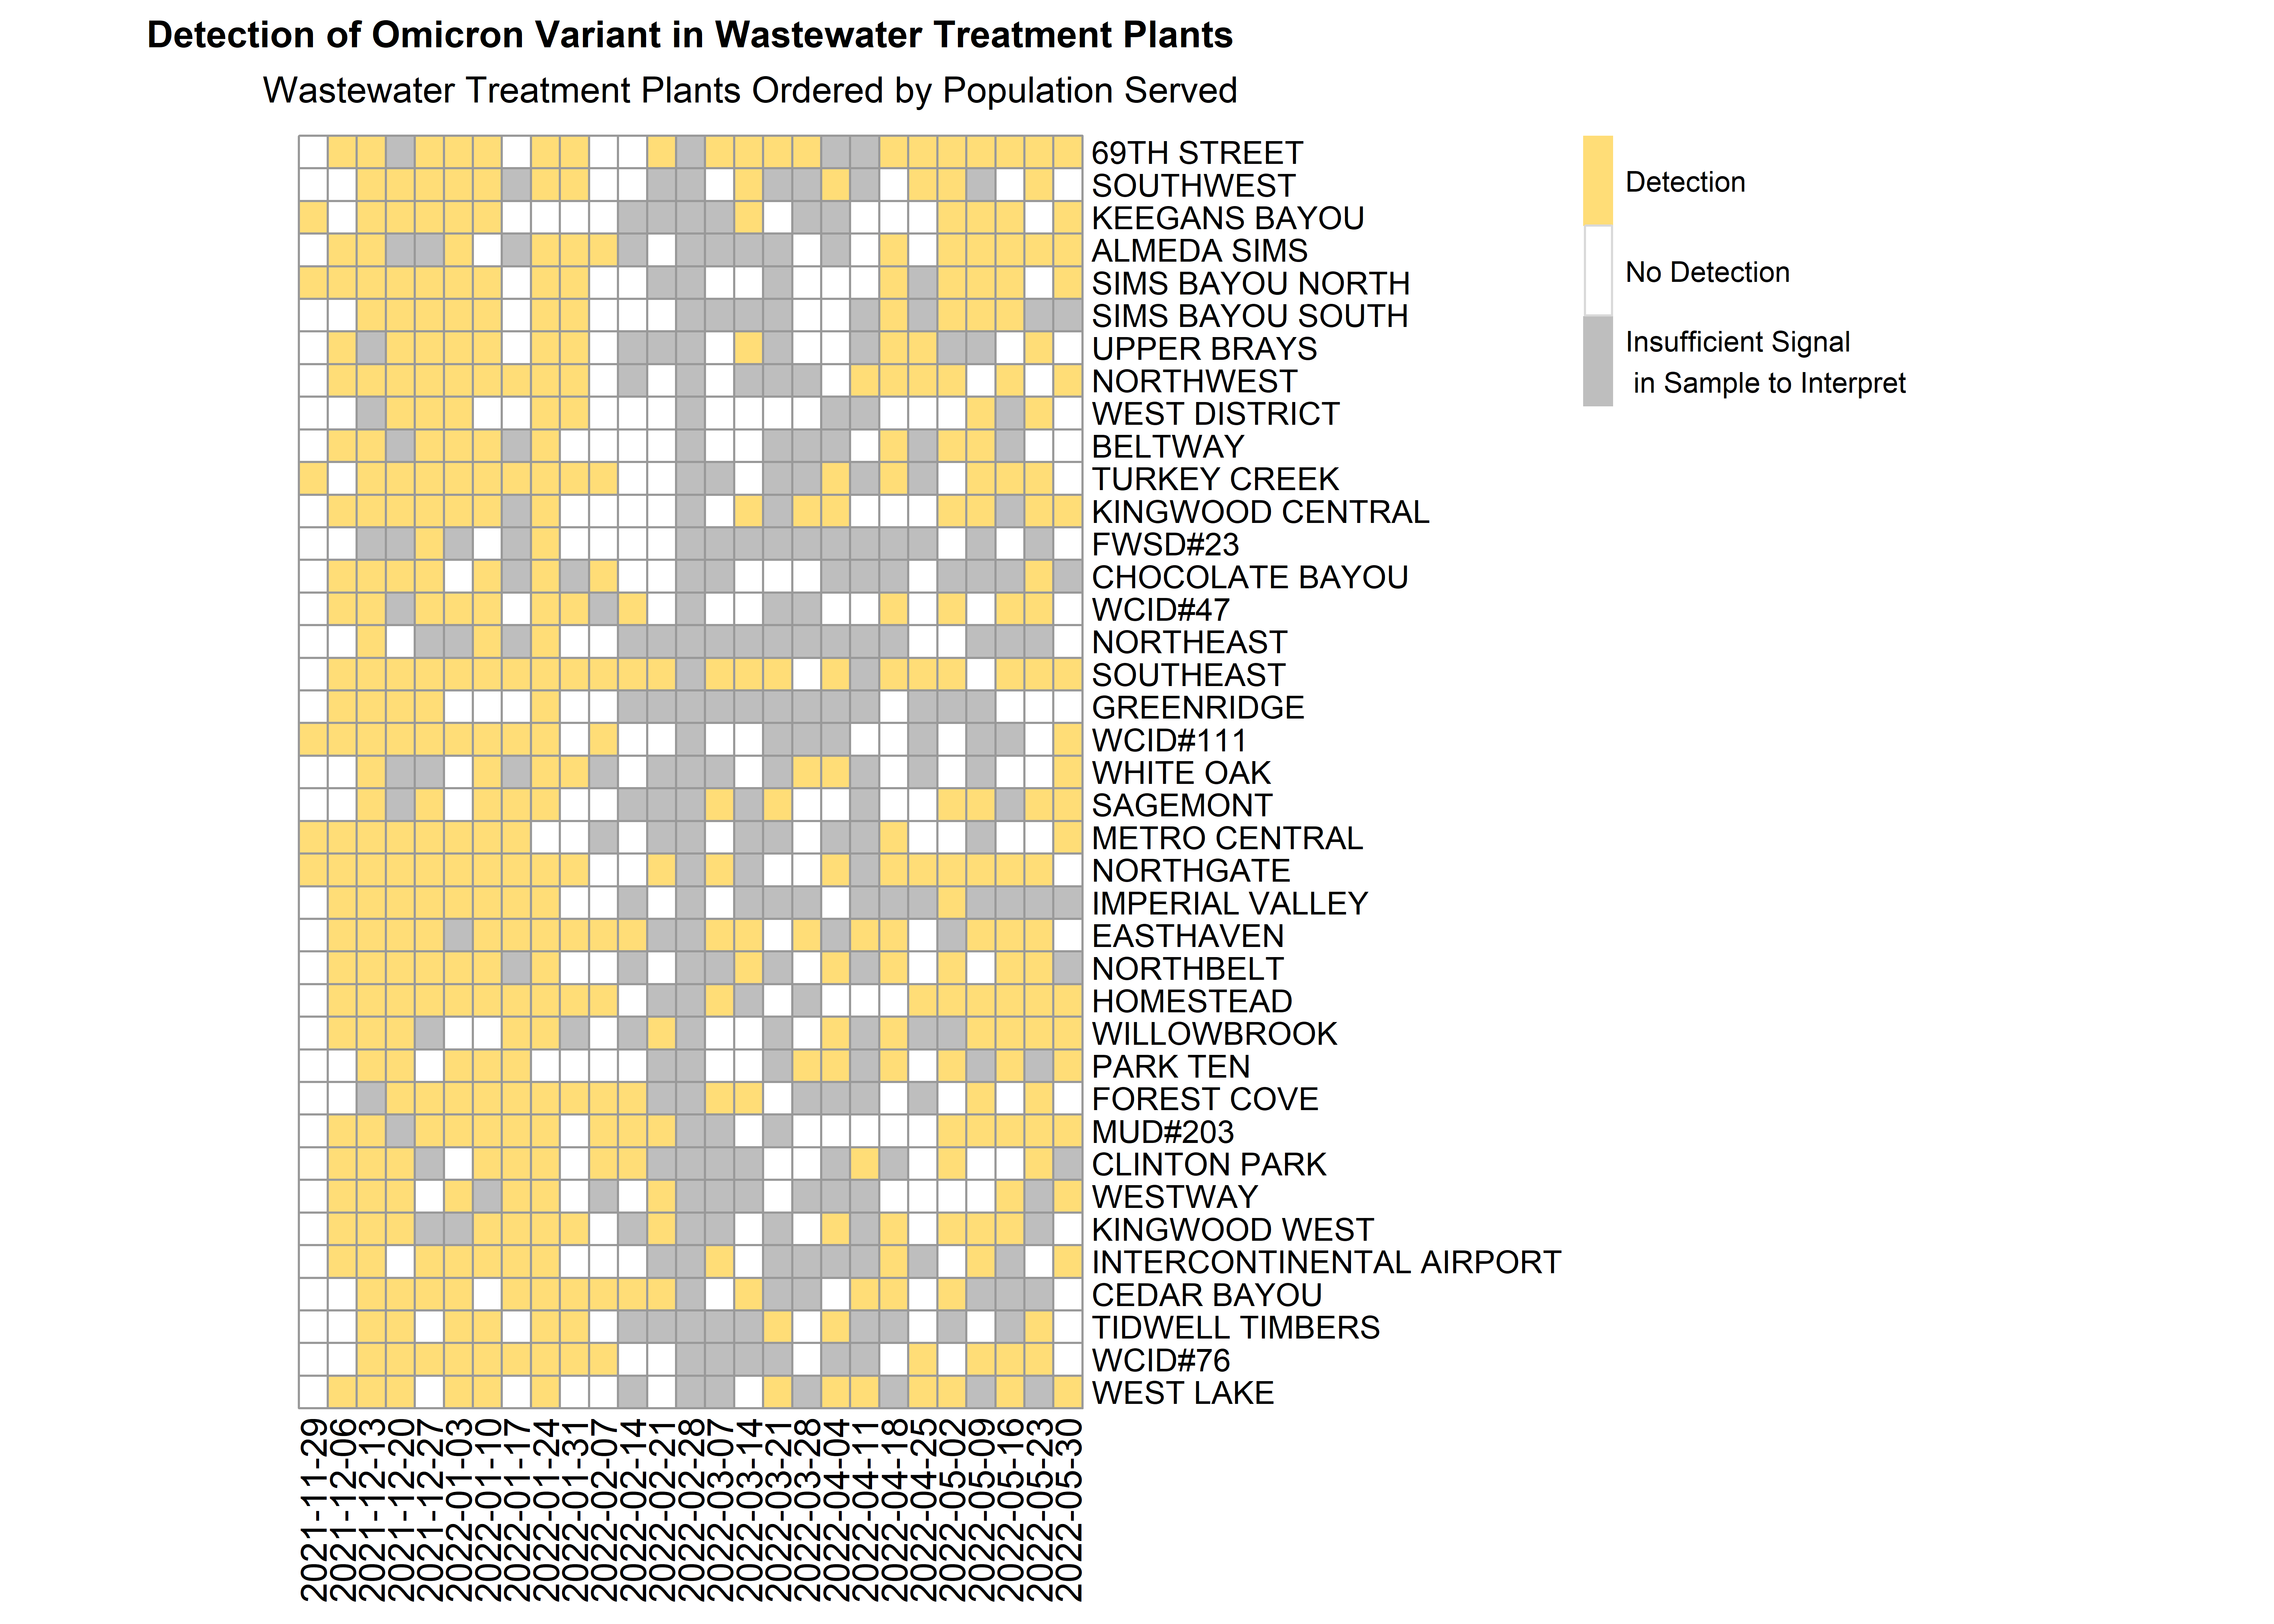 Detection of Omicron Variant in Wastewater Treatment Plants
Wastewater Treatment Plants Ordered by Population Served
69TH STREET
SOUTHWEST
KEEGANS BAYOU
ALMEDA SIMS
SIMS BAYOU NORTH
SIMS BAYOU SOUTH
UPPER BRAYS
NORTHWEST
WEST DISTRICT
BELTWAY
TURKEY CREEK
KINGWOOD CENTRAL
FWSD#23
CHOCOLATE BAYOU
WCID#47
NORTHEAST
SOUTHEAST
GREENRIDGE
WCID#111
WHITE OAK
SAGEMONT
METRO CENTRAL
NORTHGATE
IMPERIAL VALLEY
EASTHAVEN
NORTHBELT
HOMESTEAD
WILLOWBROOK
PARK TEN
FOREST COVE
MUD#203
CLINTON PARK
WESTWAY
KINGWOOD WEST
INTERCONTINENTAL AIRPORT
CEDAR BAYOU
TIDWELL TIMBERS
WCID#76
WEST LAKE
Detection
No Detection
Insufficient Signal
in Sample to Interpret
2021-11-29
2021-12-06
2021-12-13
2021-12-20
2021-12-27
2022-01-03
2022-01-10
2022-01-17
2022-01-24
2022-01-31
2022-02-07
2022-02-14
2022-02-21
2022-02-28
2022-03-07
2022-03-14
2022-03-21
2022-03-28
2022-04-04
2022-04-11
2022-04-18
2022-04-25
2022-05-02
2022-05-09
2022-05-16
2022-05-23
2022-05-30